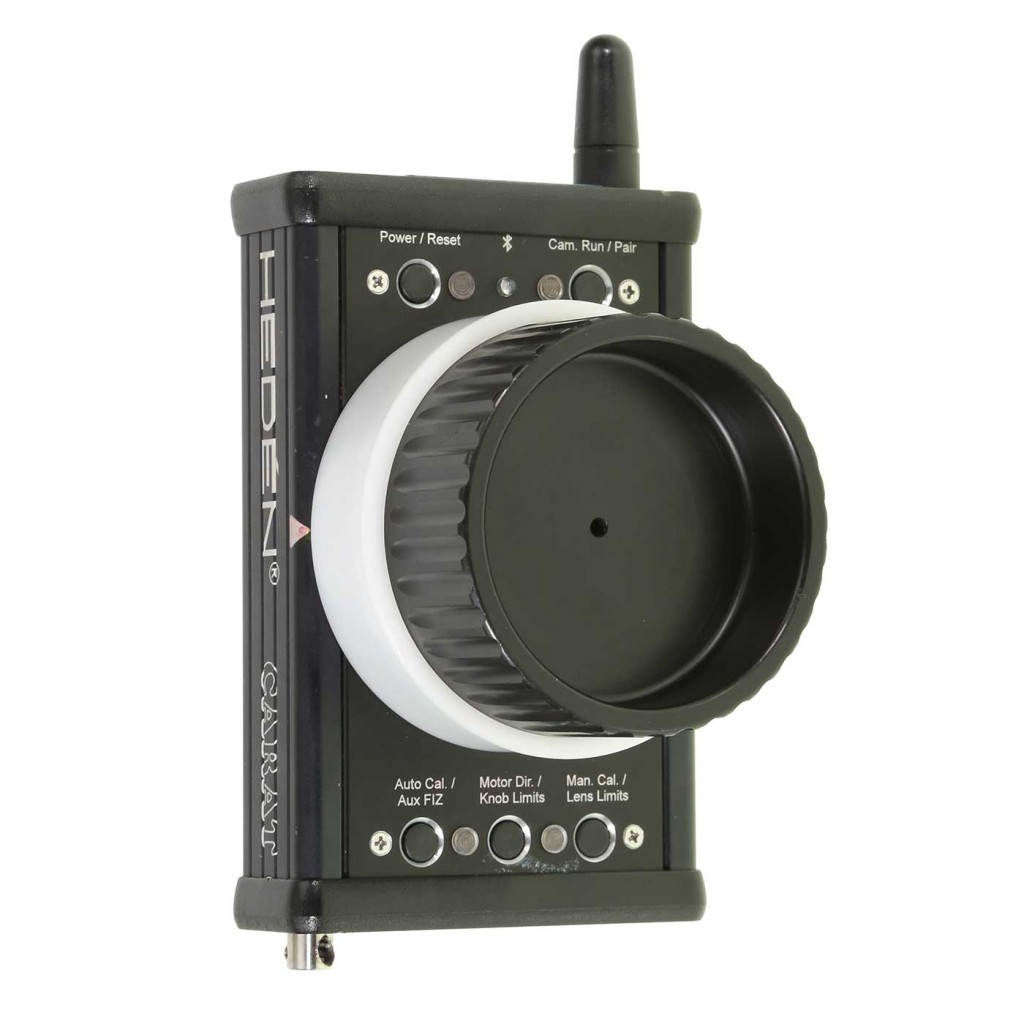 Power / Reset
Cam. Run / Pair
HEDÉN®
CARAT
Auto Cal. /
Aux FIZ
Motor Dir. /
Knob Limits
Man. Cal. /
Lens Limits